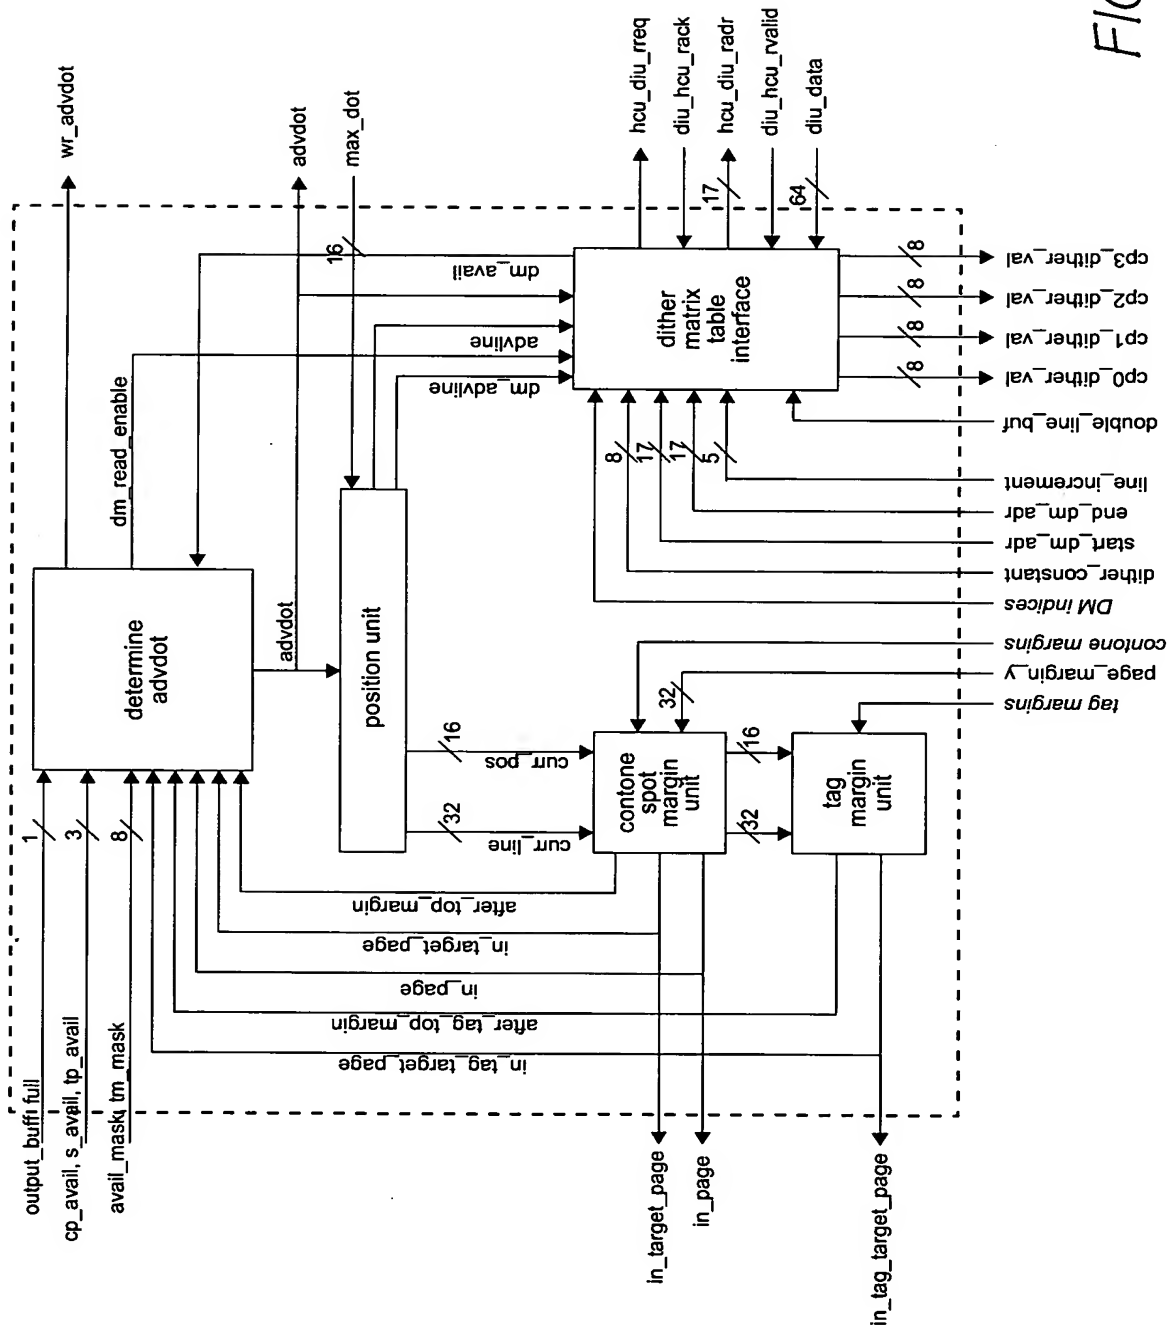 FIG
wr_advdot
advdot
max_dot
hcu_diu_rreq
diu_hcu_rack
hcu_diu_radr
diu_hcu_rvalid
diu_data
17
64
16
dm_avail
advline
dm_advline
dm_read_enable
determine
advdot
advdot
position unit
dither
matrix
table
interface
8
8
8
8
cp3_dither_val
cp2_dither_val
cp1_dither_val
cp0_dither_val
double_line_buf
line_increment
end_dm_adr
start_dm_adr
dither_constant
DM indices
8
17
17
5
contone margins
page_margin_y
tag margins
32
16
curr_pos
32
curr_line
contone
spot
margin
unit
16
32
tag
margin
unit
1
3
8
output_buff full
cp_avail, s_avail, tp_avail
avail_mask, tm_mask
after_top_margin
in_target_page
in_page
after_tag_top_margin
in_tag_target_page
in_target_page
in_page
in_tag_target_page